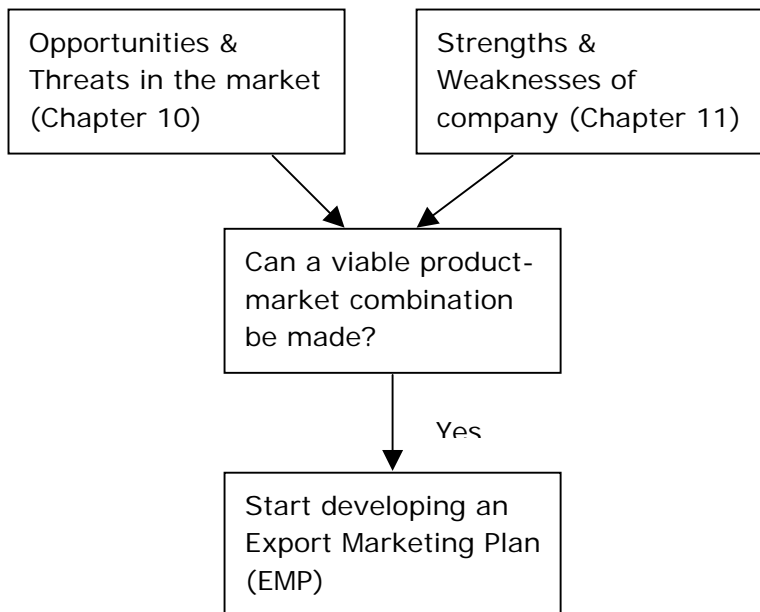 Opportunities &
Threats in the market
(Chapter 10)
Strengths &
Weaknesses of
company (Chapter 11)
Can a viable product-
market combination
be made?
Yes
Start developing an
Export Marketing Plan
(EMP)